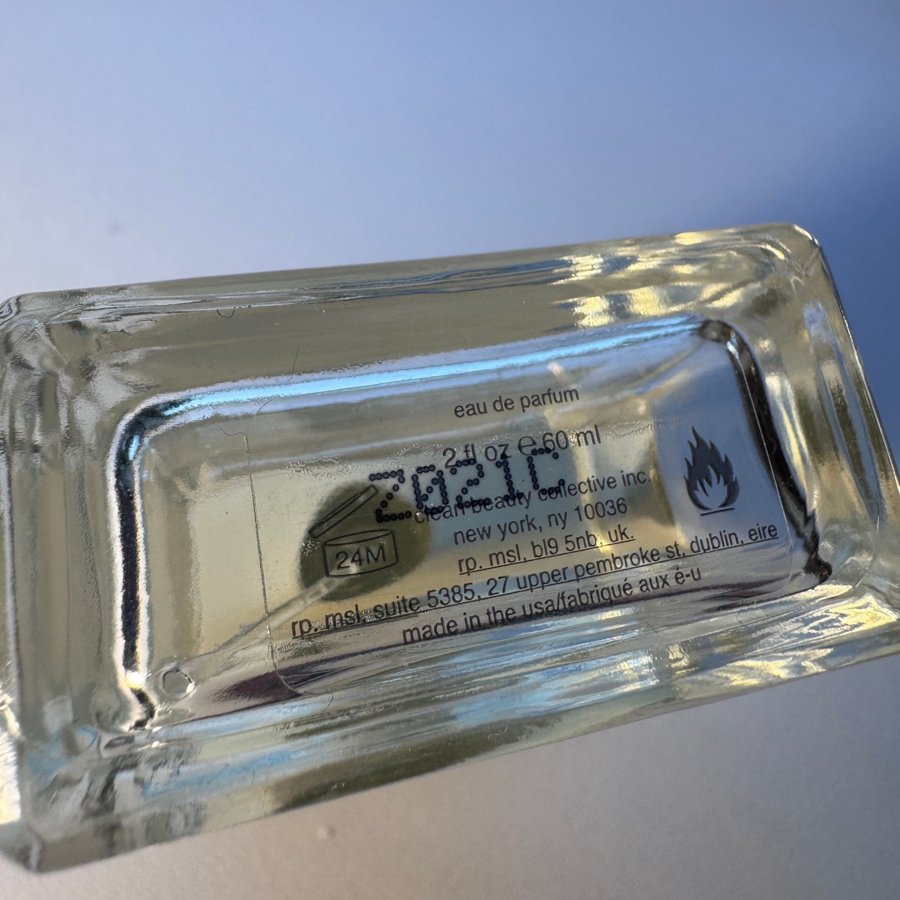 eau de parfum
2 fl oz ℮ 60 ml
Z021C
clean beauty collective inc.
new york, ny 10036
24M
rp. msl, bl9 5nb, uk.
rp. msl. suite 5385, 27 upper pembroke st, dublin, eire
made in the usa/fabriqué aux é-u